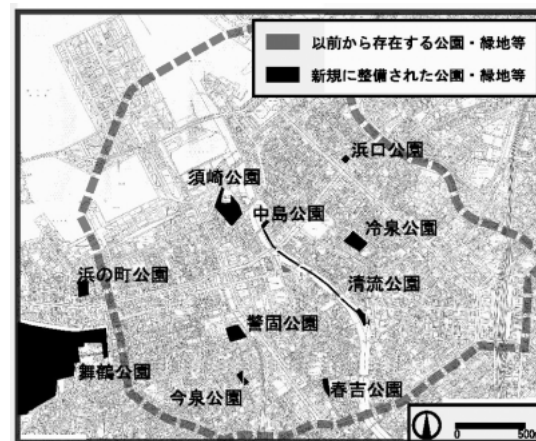 以前から存在する公園・緑地等
新規に整備された公園・緑地等
浜口公園
須崎公園
中島公園
冷泉公園
浜の町公園
清流公園
警固公園
舞鶴公園
今泉公園
春吉公園
0
500